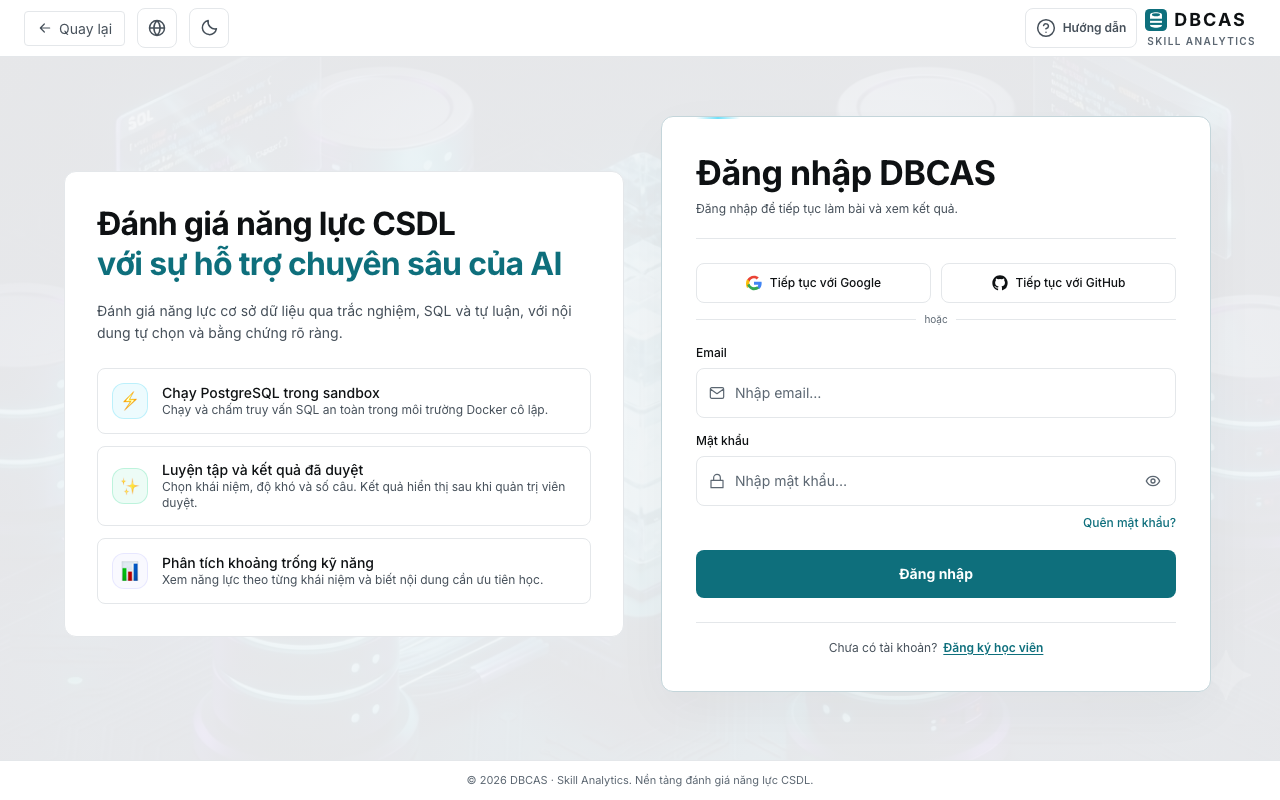 Quay lại
Hướng dẫn
DBCAS
SKILL ANALYTICS
SQL
Đánh giá năng lực CSDL
với sự hỗ trợ chuyên sâu của AI
Đánh giá năng lực cơ sở dữ liệu qua trắc nghiệm, SQL và tự luận, với nội
dung tự chọn và bằng chứng rõ ràng.
Chạy PostgreSQL trong sandbox
Chạy và chấm truy vấn SQL an toàn trong môi trường Docker cô lập.
Luyện tập và kết quả đã duyệt
Chọn khái niệm, độ khó và số câu. Kết quả hiển thị sau khi quản trị viên
duyệt.
Phân tích khoảng trống kỹ năng
Xem năng lực theo từng khái niệm và biết nội dung cần ưu tiên học.
Đăng nhập DBCAS
Đăng nhập để tiếp tục làm bài và xem kết quả.
Tiếp tục với Google
Tiếp tục với GitHub
hoặc
Email
Nhập email...
Mật khẩu
Nhập mật khẩu...
Quên mật khẩu?
Đăng nhập
Chưa có tài khoản? Đăng ký học viên
© 2026 DBCAS · Skill Analytics. Nền tảng đánh giá năng lực CSDL.